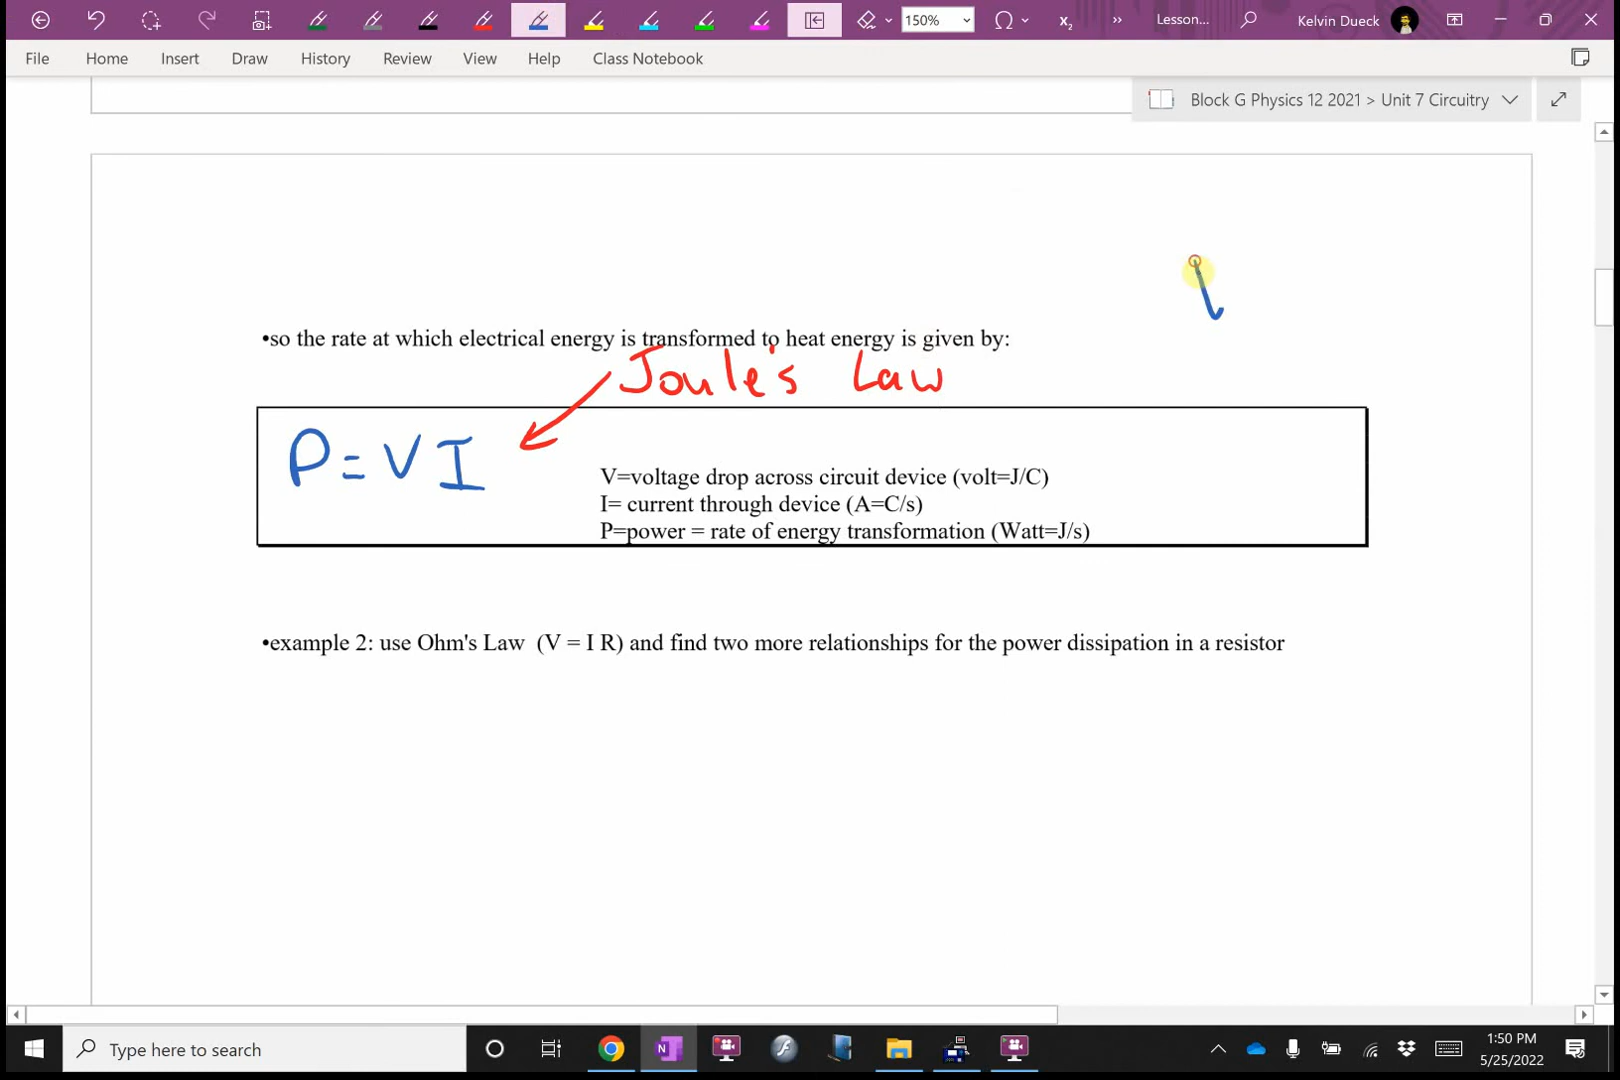 150%
x₂
Lesson...
Kelvin Dueck
File Home Insert Draw History Review View Help Class Notebook
Block G Physics 12 2021 > Unit 7 Circuitry
•so the rate at which electrical energy is transformed to heat energy is given by:
Joule's Law
P = V I
V=voltage drop across circuit device (volt=J/C)
I= current through device (A=C/s)
P=power = rate of energy transformation (Watt=J/s)
•example 2: use Ohm's Law (V = I R) and find two more relationships for the power dissipation in a resistor
Type here to search
1:50 PM
5/25/2022